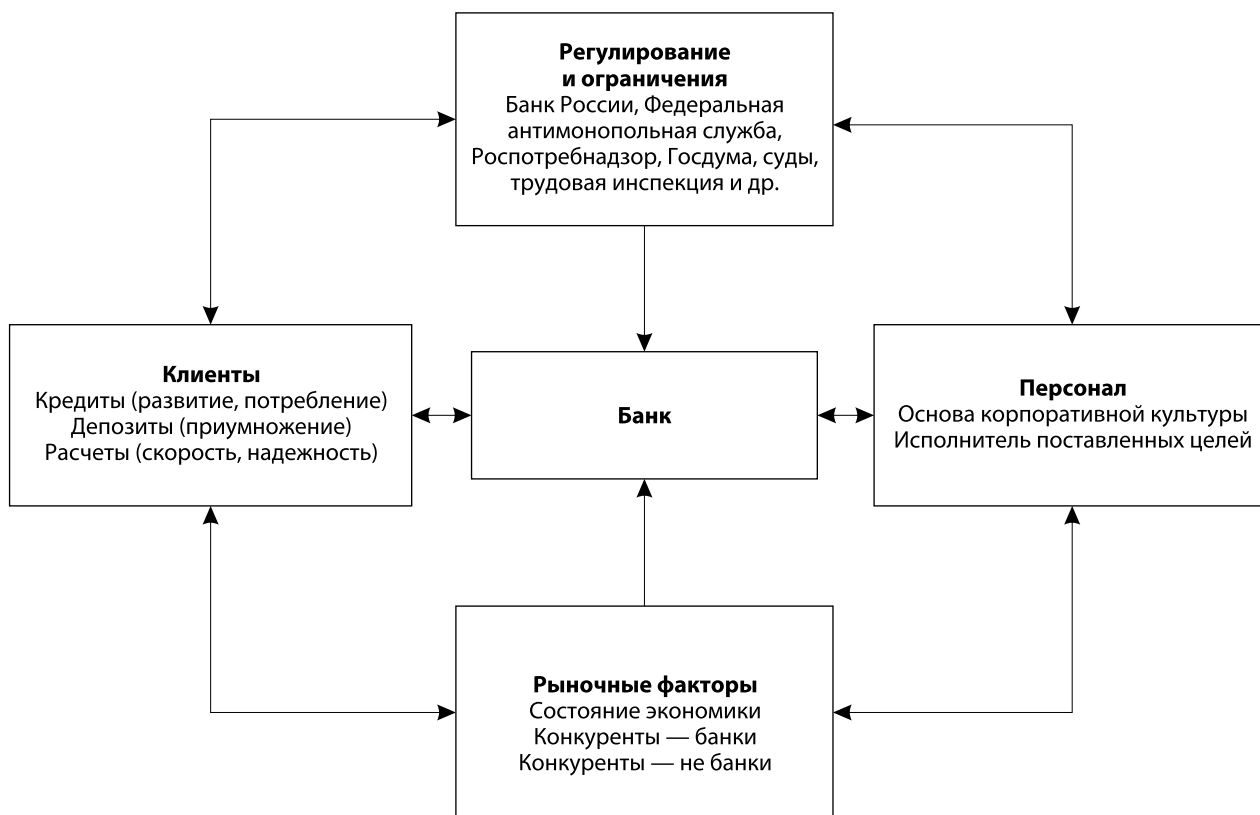 Регулирование
и ограничения
Банк России, Федеральная
антимонопольная служба,
Роспотребнадзор, Госдума, суды,
трудовая инспекция и др.
Клиенты
Кредиты (развитие, потребление)
Депозиты (приумножение)
Расчеты (скорость, надежность)
Банк
Персонал
Основа корпоративной культуры
Исполнитель поставленных целей
Рыночные факторы
Состояние экономики
Конкуренты — банки
Конкуренты — не банки